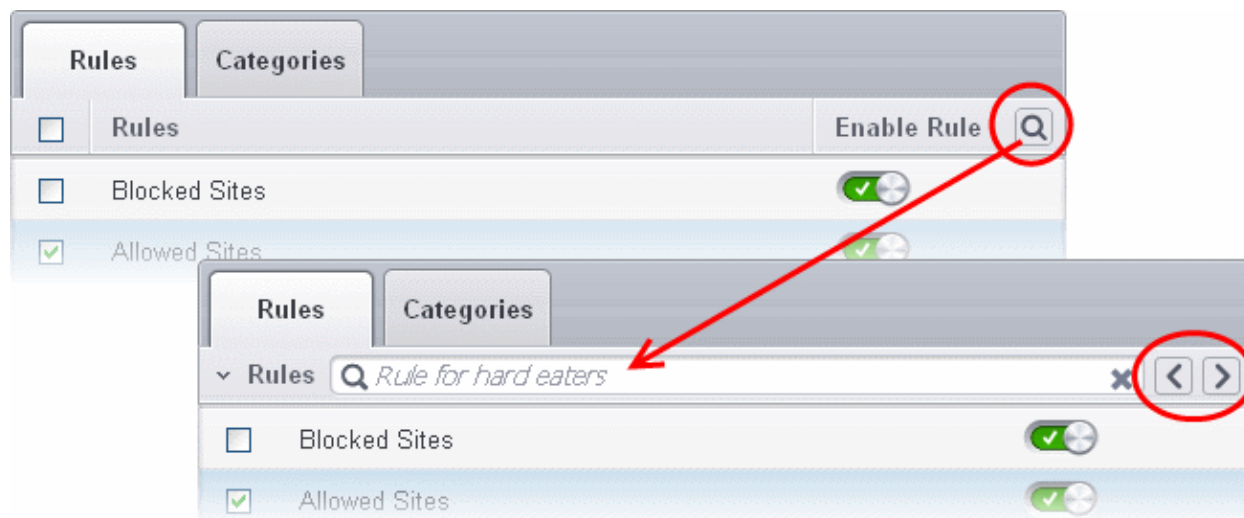 Rules Categories
Rules Enable Rule
Blocked Sites
Allowed Sites
Rules Categories
Rules Rule for hard eaters
Blocked Sites
Allowed Sites